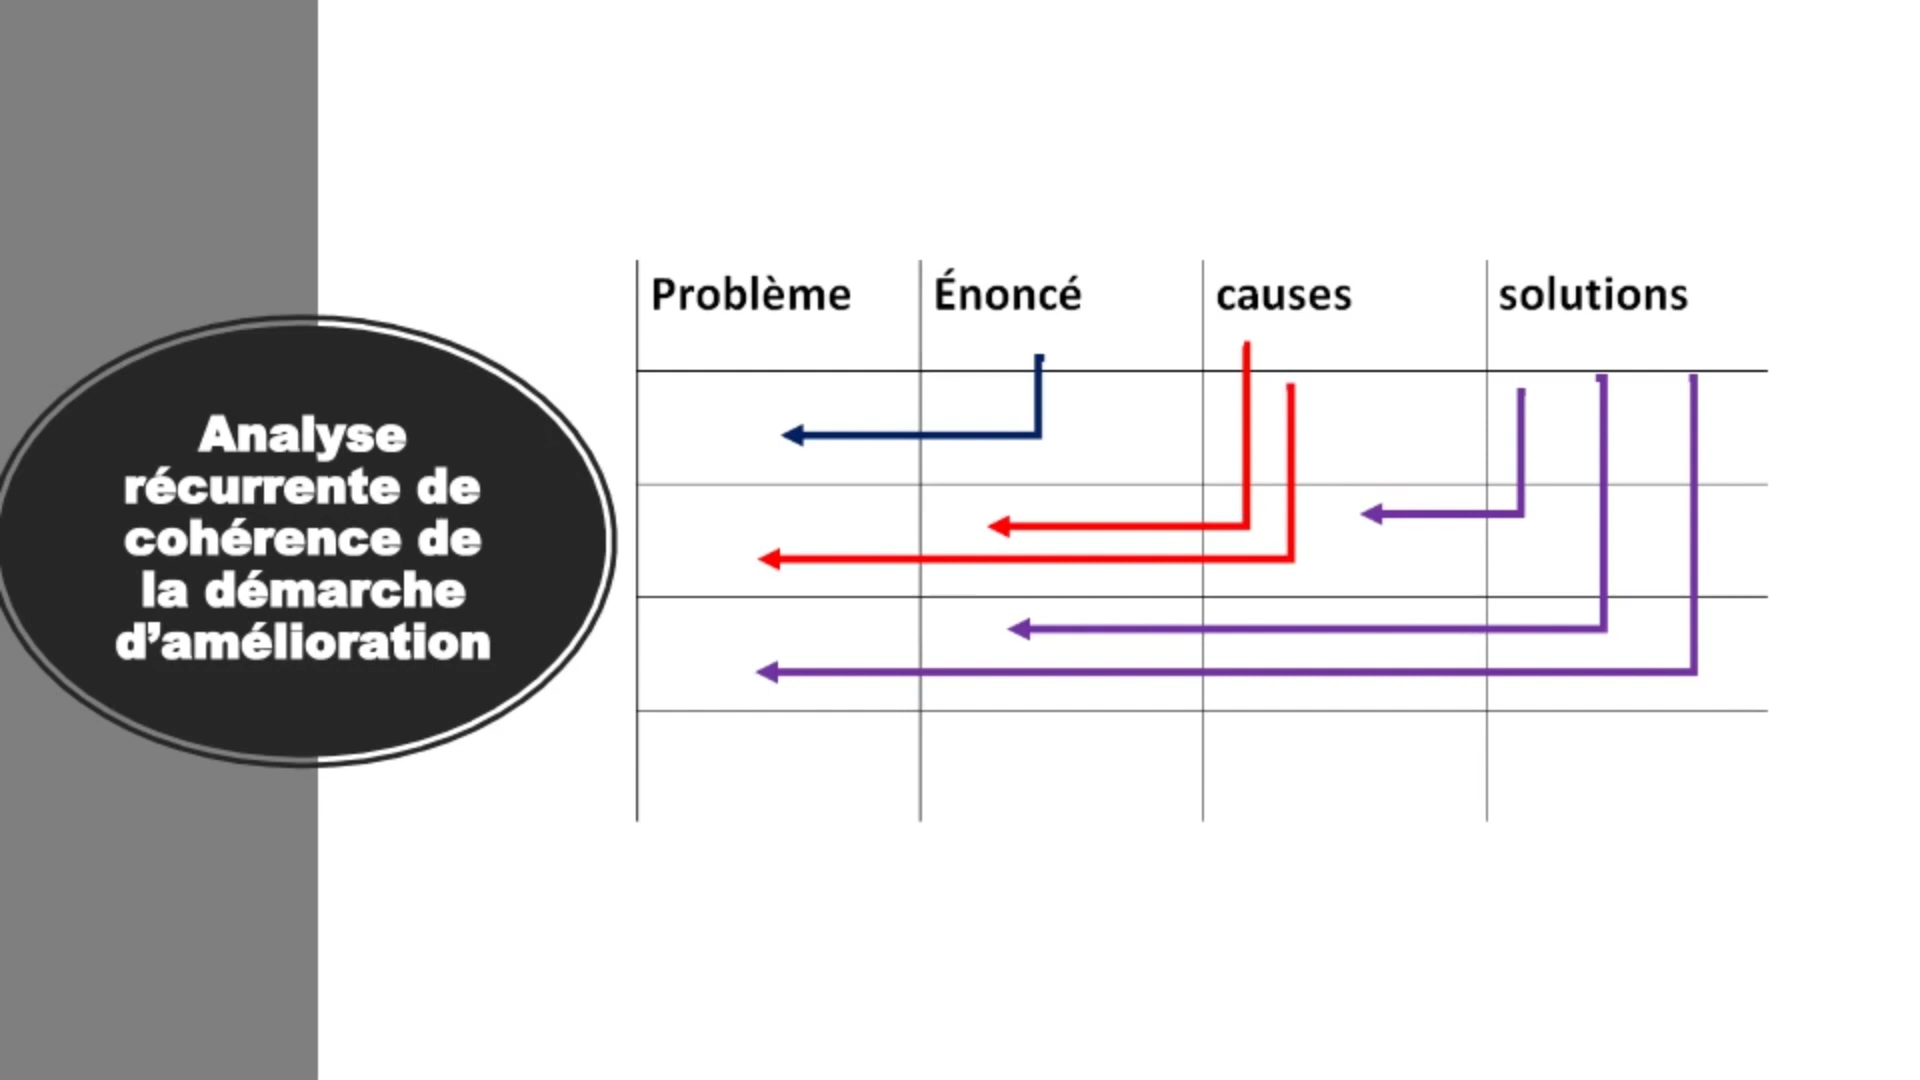 Analyse
récurrente de
cohérence de
la démarche
d’amélioration
Problème
Énoncé
causes
solutions